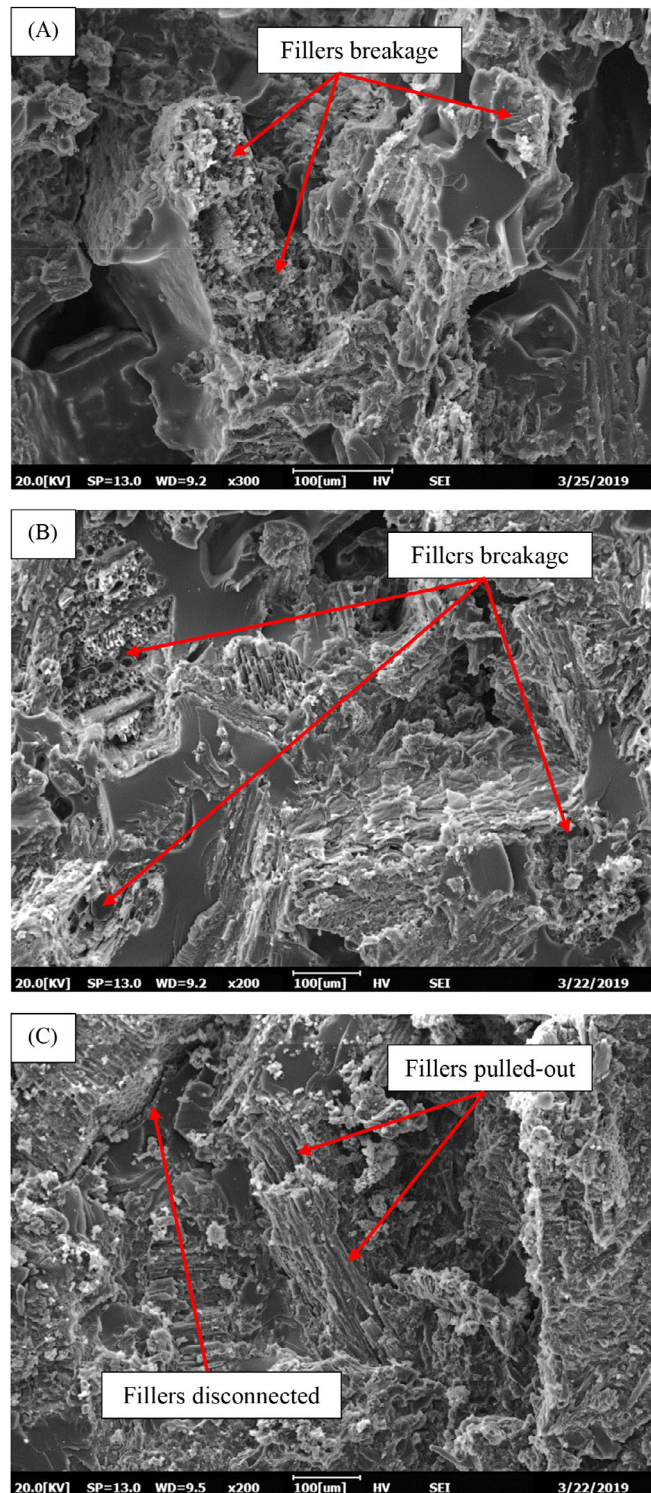 (A)
Fillers breakage
20.0[KV] SP=13.0 WD=9.2 x300 100[um] HV SEI 3/25/2019
(B)
Fillers breakage
20.0[KV] SP=13.0 WD=9.2 x200 100[um] HV SEI 3/22/2019
(C)
Fillers pulled-out
Fillers disconnected
20.0[KV] SP=13.0 WD=9.5 x200 100[um] HV SEI 3/22/2019